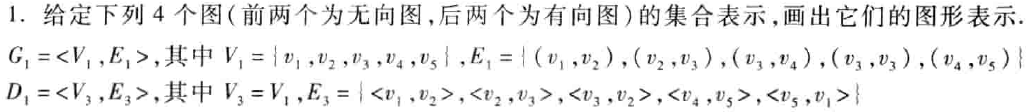 1. 给定下列 4 个图(前两个为无向图,后两个为有向图)的集合表示,画出它们的图形表示.
G₁ = <V₁,E₁>,其中 V₁ = {v₁,v₂,v₃,v₄,v₅},E₁ = {(v₁,v₂),(v₂,v₃),(v₃,v₄),(v₃,v₃),(v₄,v₅)}
D₁ = <V₃,E₃>,其中 V₃ = V₁,E₃ = {<v₁,v₂>,<v₂,v₃>,<v₃,v₂>,<v₄,v₅>,<v₅,v₁>}